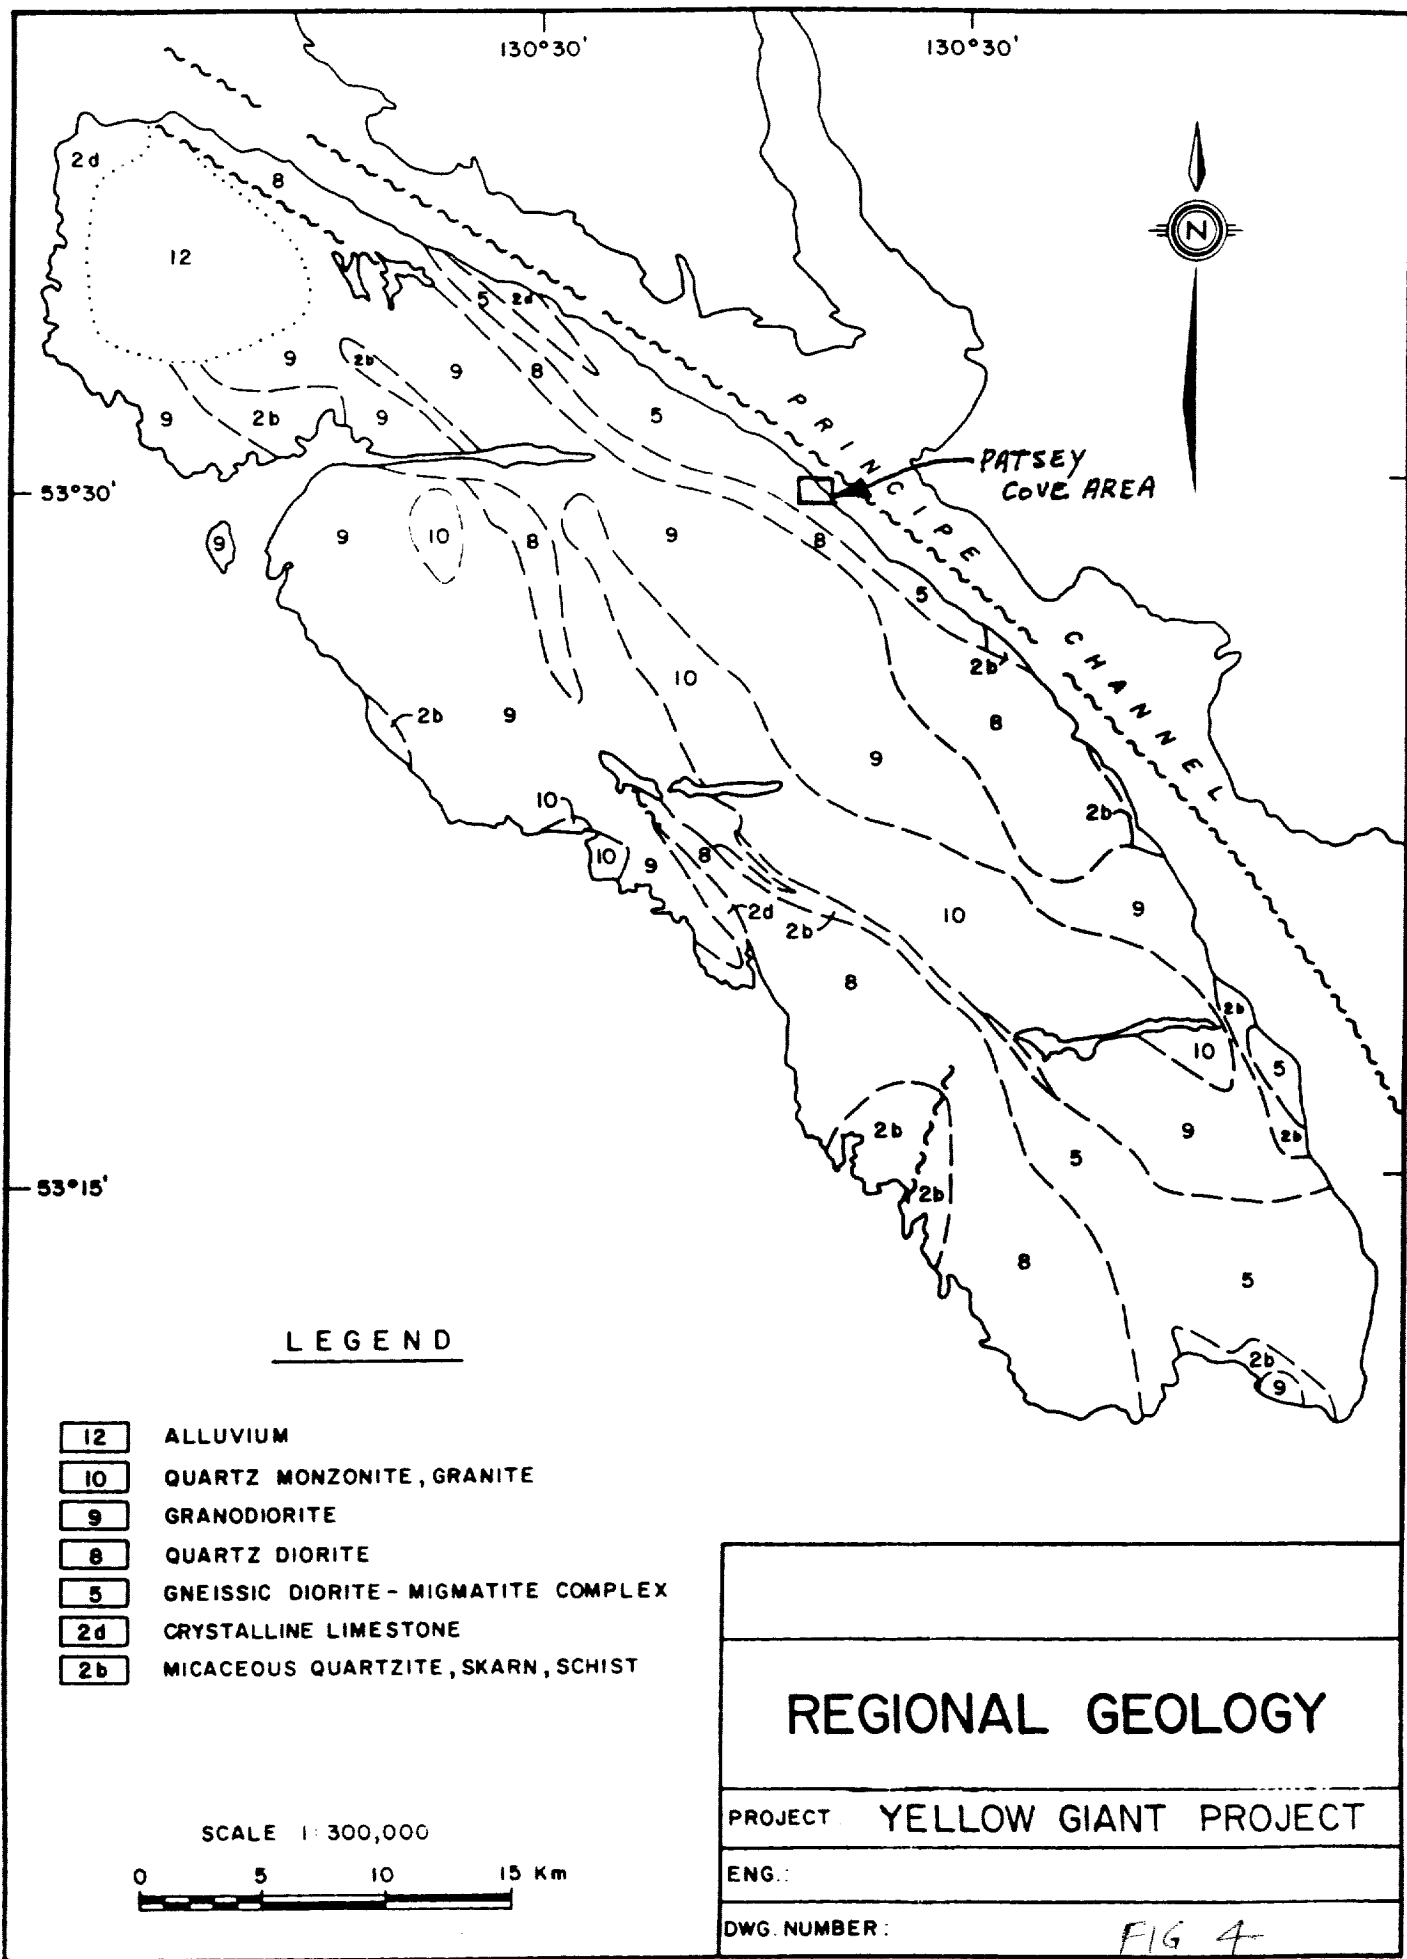 130°30' 130°30'
2d
8
N
12
5 2d
9 2b 9 8
9 2b 9 5
PRINCIPE CHANNEL
PATSEY
COVE AREA
53°30'
9 9 10 8 9 8
5
2b
10
2b 9 8
9
10 2b
10 9 8
2d 10 9
2b
8
2b
10 5
2b 9 2b
5
53°15' 2b
8 5
2b
9
LEGEND
12 ALLUVIUM
10 QUARTZ MONZONITE, GRANITE
9 GRANODIORITE
8 QUARTZ DIORITE
5 GNEISSIC DIORITE - MIGMATITE COMPLEX
2d CRYSTALLINE LIMESTONE
2b MICACEOUS QUARTZITE, SKARN, SCHIST
SCALE 1:300,000
0 5 10 15 Km
REGIONAL GEOLOGY
PROJECT YELLOW GIANT PROJECT
ENG.:
DWG. NUMBER: FIG 4